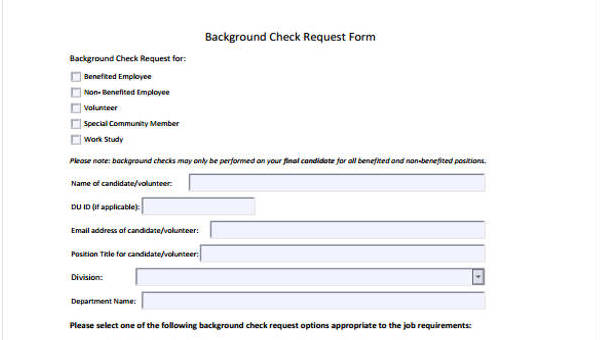 Background Check Request Form
Background Check Request for:
Benefited Employee
Non-Benefited Employee
Volunteer
Special Community Member
Work Study
Please note: background checks may only be performed on your final candidate for all benefited and non-benefited positions.
Name of candidate/volunteer:
DU ID (if applicable):
Email address of candidate/volunteer:
Position Title for candidate/volunteer:
Division:
Department Name:
Please select one of the following background check request options appropriate to the job requirements: